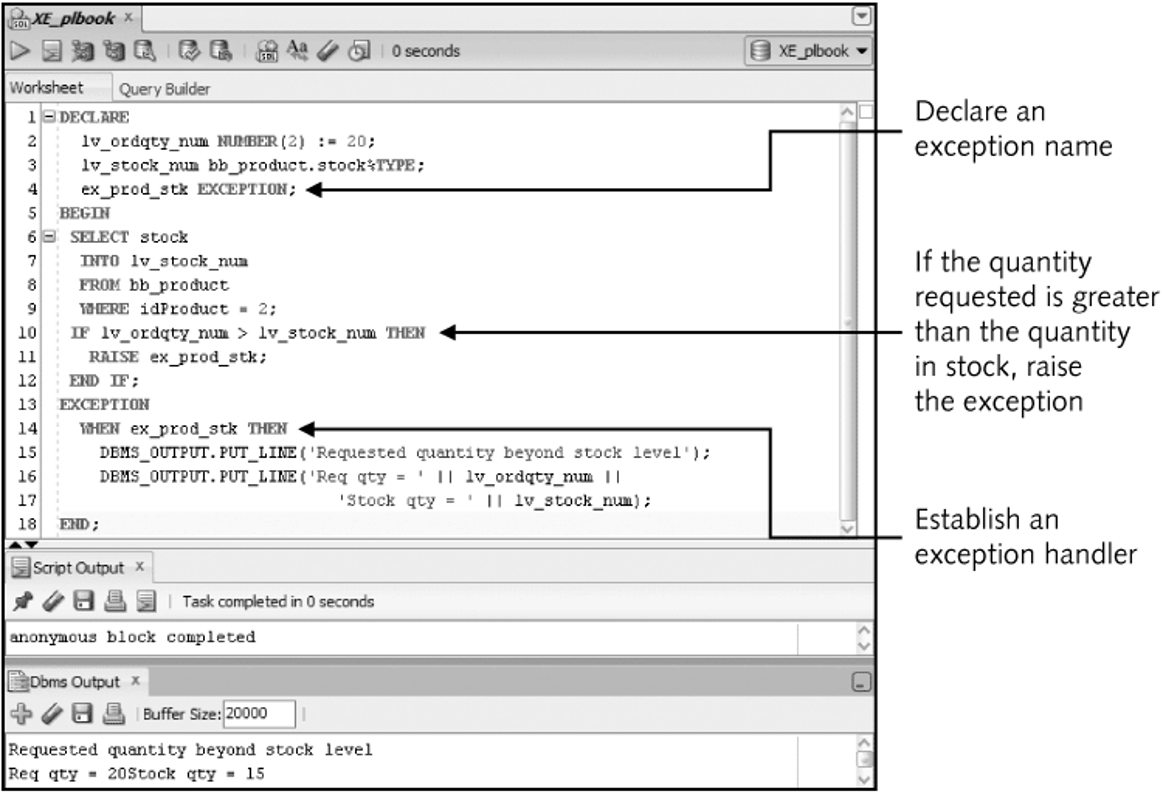 XE_plbook
0 seconds
XE_plbook
Worksheet
Query Builder
1 DECLARE
2 lv_ordqty_num NUMBER(2) := 20;
3 lv_stock_num bb_product.stock%TYPE;
4 ex_prod_stk EXCEPTION;
5 BEGIN
6 SELECT stock
7 INTO lv_stock_num
8 FROM bb_product
9 WHERE idProduct = 2;
10 IF lv_ordqty_num > lv_stock_num THEN
11 RAISE ex_prod_stk;
12 END IF;
13 EXCEPTION
14 WHEN ex_prod_stk THEN
15 DBMS_OUTPUT.PUT_LINE('Requested quantity beyond stock level');
16 DBMS_OUTPUT.PUT_LINE('Req qty = ' || lv_ordqty_num ||
17 'Stock qty = ' || lv_stock_num);
18 END;
Declare an
exception name
If the quantity
requested is greater
than the quantity
in stock, raise
the exception
Establish an
exception handler
Script Output
Task completed in 0 seconds
anonymous block completed
Dbms Output
Buffer Size: 20000
Requested quantity beyond stock level
Req qty = 20Stock qty = 15